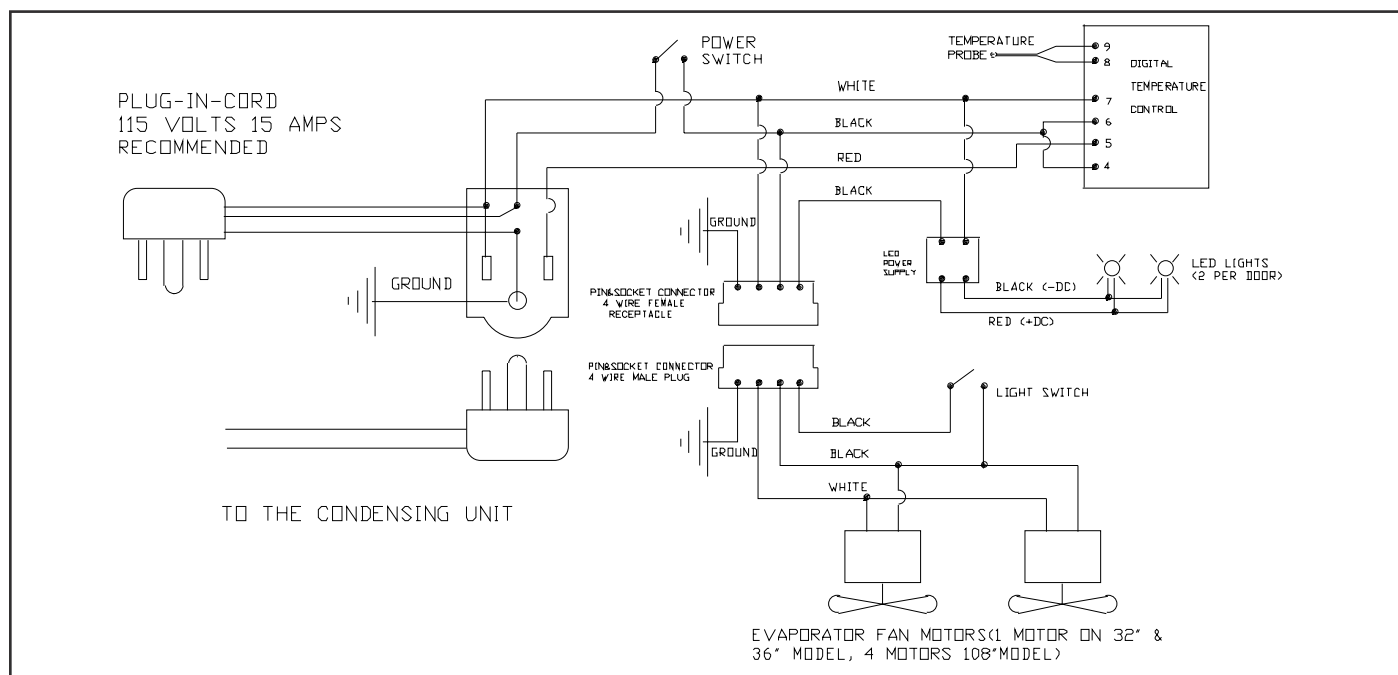 POWER
SWITCH
TEMPERATURE
PROBE
9
8
DIGITAL
TEMPERATURE
CONTROL
7
6
5
4
WHITE
BLACK
RED
BLACK
PLUG-IN-CORD
115 VOLTS 15 AMPS
RECOMMENDED
GROUND
GROUND
LED
POWER
SUPPLY
LED LIGHTS
(2 PER DOOR)
BLACK (-DC)
RED (+DC)
PIN&SOCKET CONNECTOR
4 WIRE FEMALE
RECEPTACLE
PIN&SOCKET CONNECTOR
4 WIRE MALE PLUG
LIGHT SWITCH
BLACK
GROUND
BLACK
WHITE
TO THE CONDENSING UNIT
EVAPORATOR FAN MOTORS(1 MOTOR ON 32" &
36" MODEL, 4 MOTORS 108"MODEL)